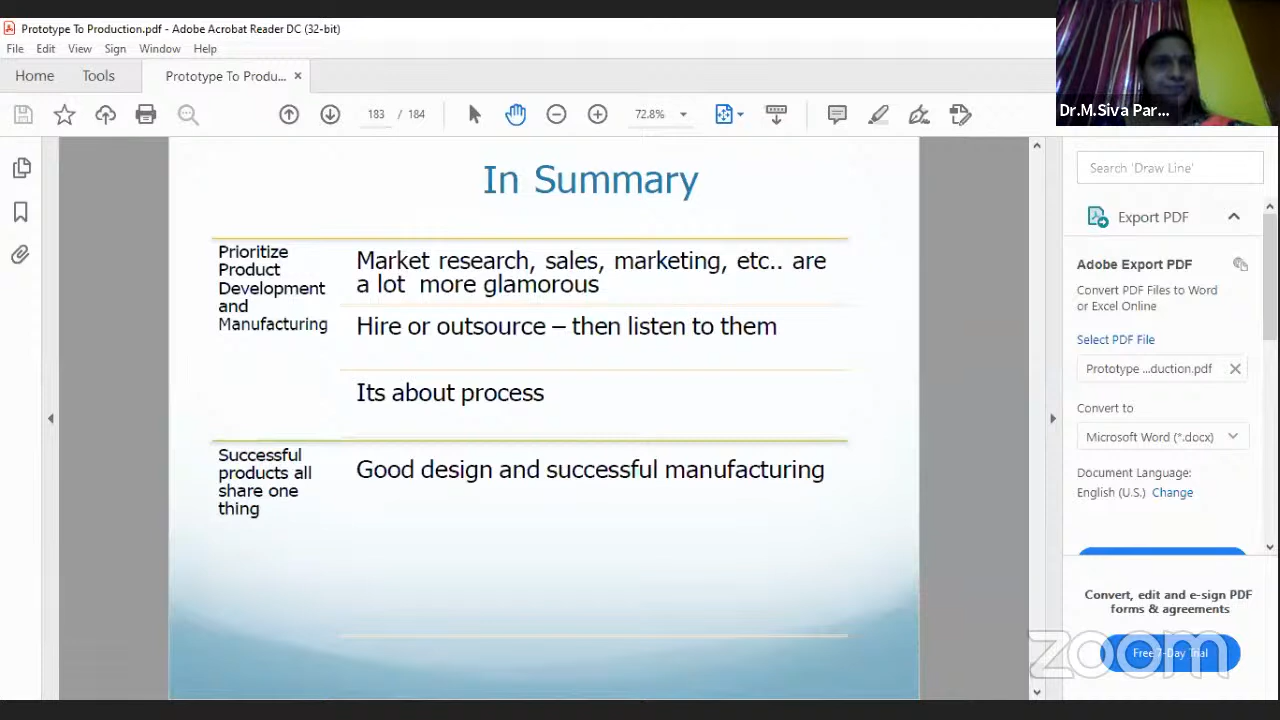 Prototype To Production.pdf - Adobe Acrobat Reader DC (32-bit)
File Edit View Sign Window Help
Home Tools Prototype To Produ... ×
183 / 184 72.8%
Dr.M.Siva Par...
In Summary
Prioritize
Product
Development
and
Manufacturing
Market research, sales, marketing, etc.. are
a lot more glamorous
Hire or outsource – then listen to them
Its about process
Successful
products all
share one
thing
Good design and successful manufacturing
Search 'Draw Line'
Export PDF
Adobe Export PDF
Convert PDF Files to Word
or Excel Online
Select PDF File
Prototype ...duction.pdf
Convert to
Microsoft Word (*.docx)
Document Language:
English (U.S.) Change
Convert, edit and e-sign PDF
forms & agreements
Free 7-Day Trial
zoom